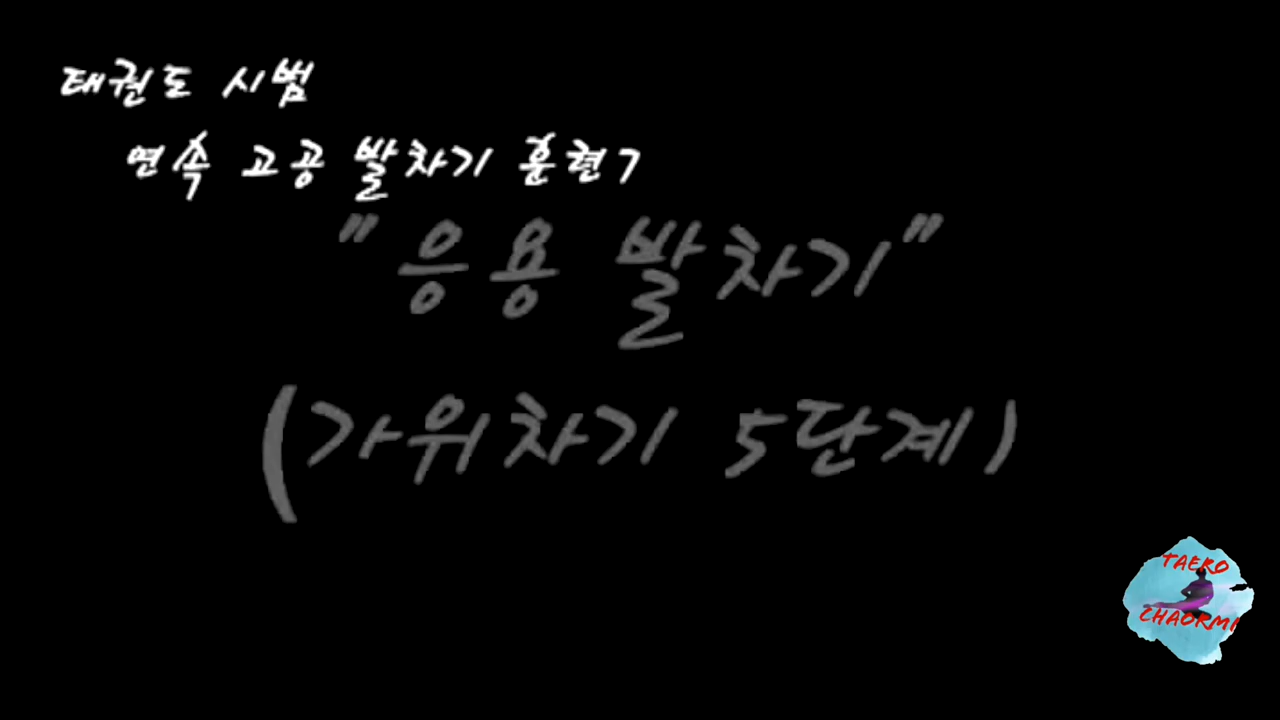 태권도 시범
연속 고공 발차기 훈련7
"응용 발차기"
(가위차기 5단계)
TAERO
CHAORMI